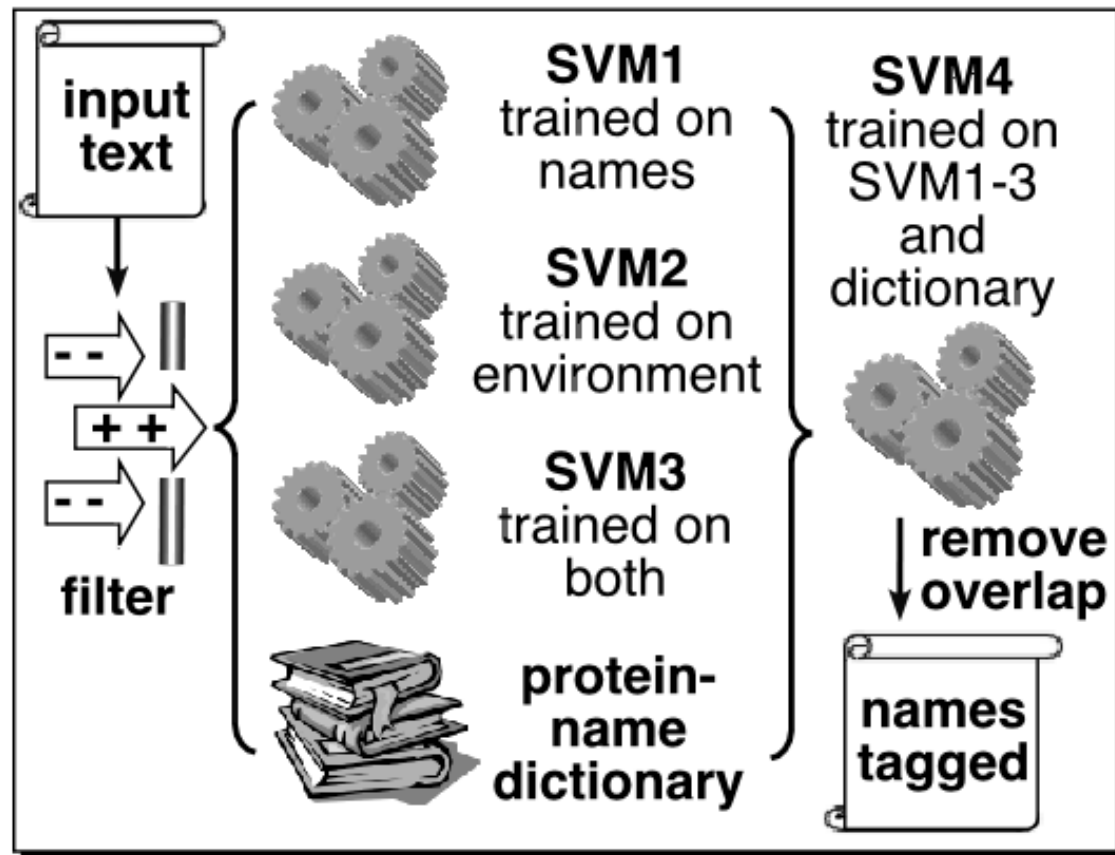 input
text
- -
+ +
- -
filter
SVM1
trained on
names
SVM2
trained on
environment
SVM3
trained on
both
protein-
name
dictionary
SVM4
trained on
SVM1-3
and
dictionary
remove
overlap
names
tagged